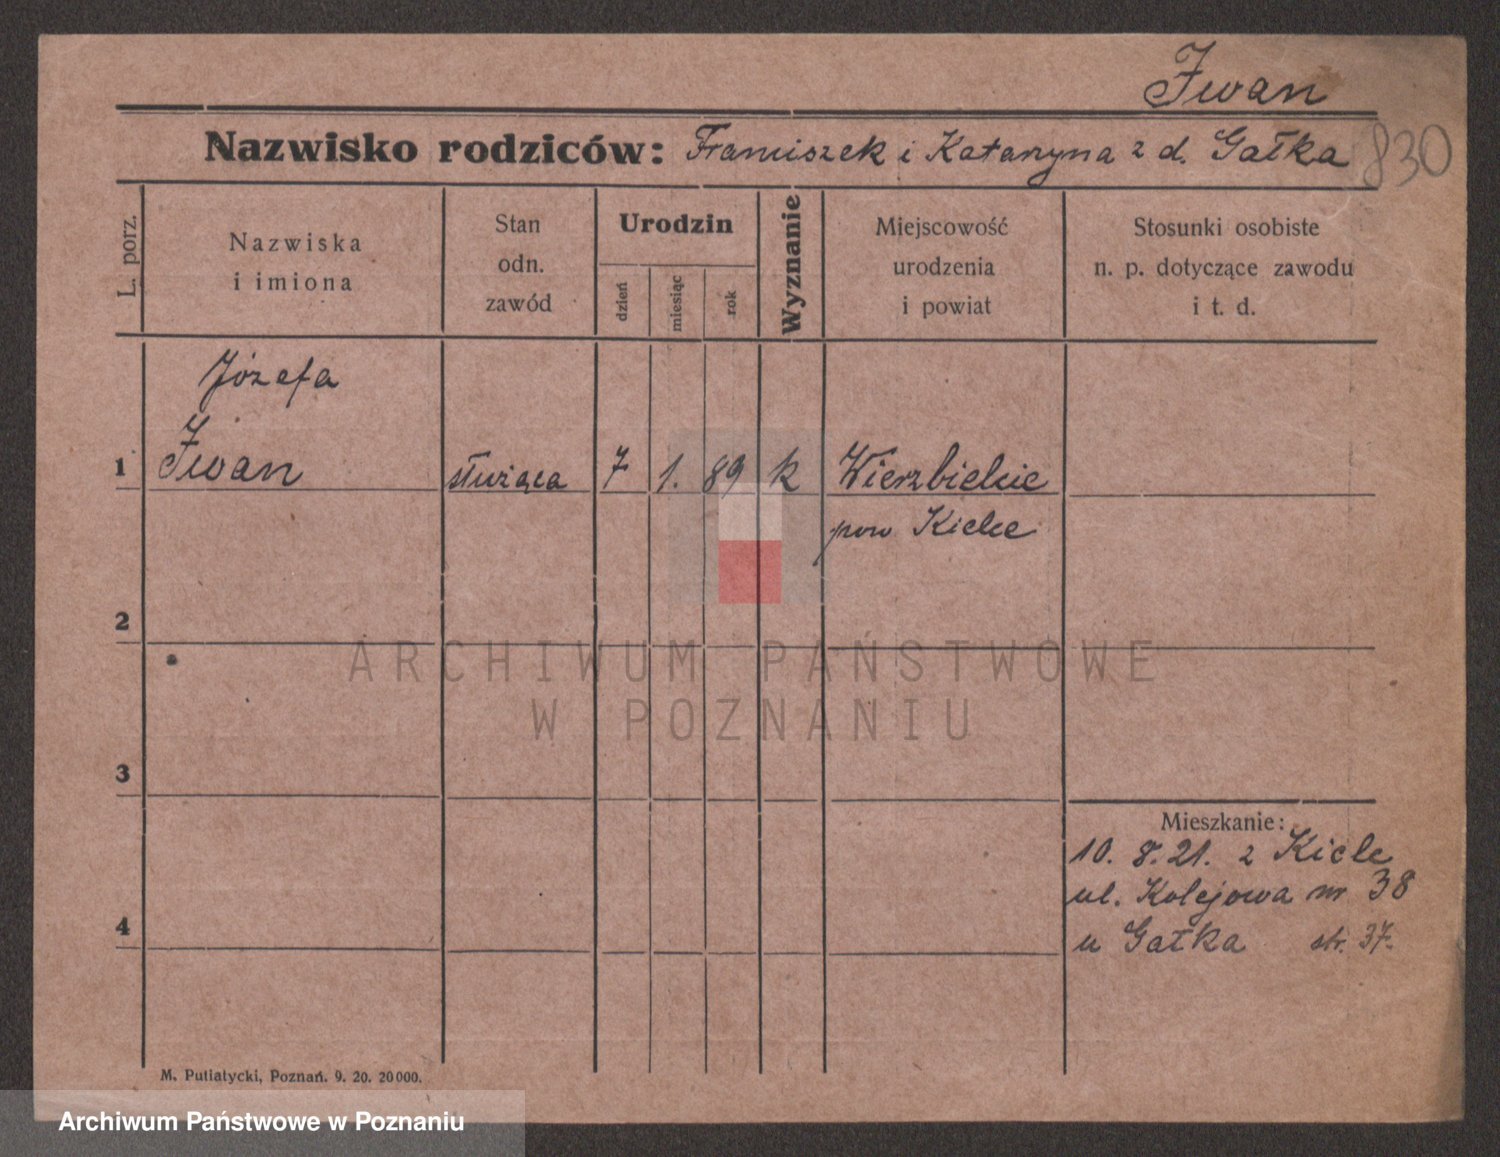 Iwan
Nazwisko rodziców: Franciszek i Katarzyna z d. Gałka 830
L. porz.
Nazwiska
i imiona
Stan
odn.
zawód
Urodzin
dzień
miesiąc
rok
Wyznanie
Miejscowość
urodzenia
i powiat
Stosunki osobiste
n. p. dotyczące zawodu
i t. d.
Józefa
1 Iwan służąca 7 1. 89 k Wierzbickie
pow Kielce
2
ARCHIWUM PAŃSTWOWE
W POZNANIU
3
Mieszkanie:
10. 8. 21. z Kielc
ul. Kolejowa nr 38
4 u Gałka str. 37.
M. Putiatycki, Poznań. 9. 20. 20000.
Archiwum Państwowe w Poznaniu